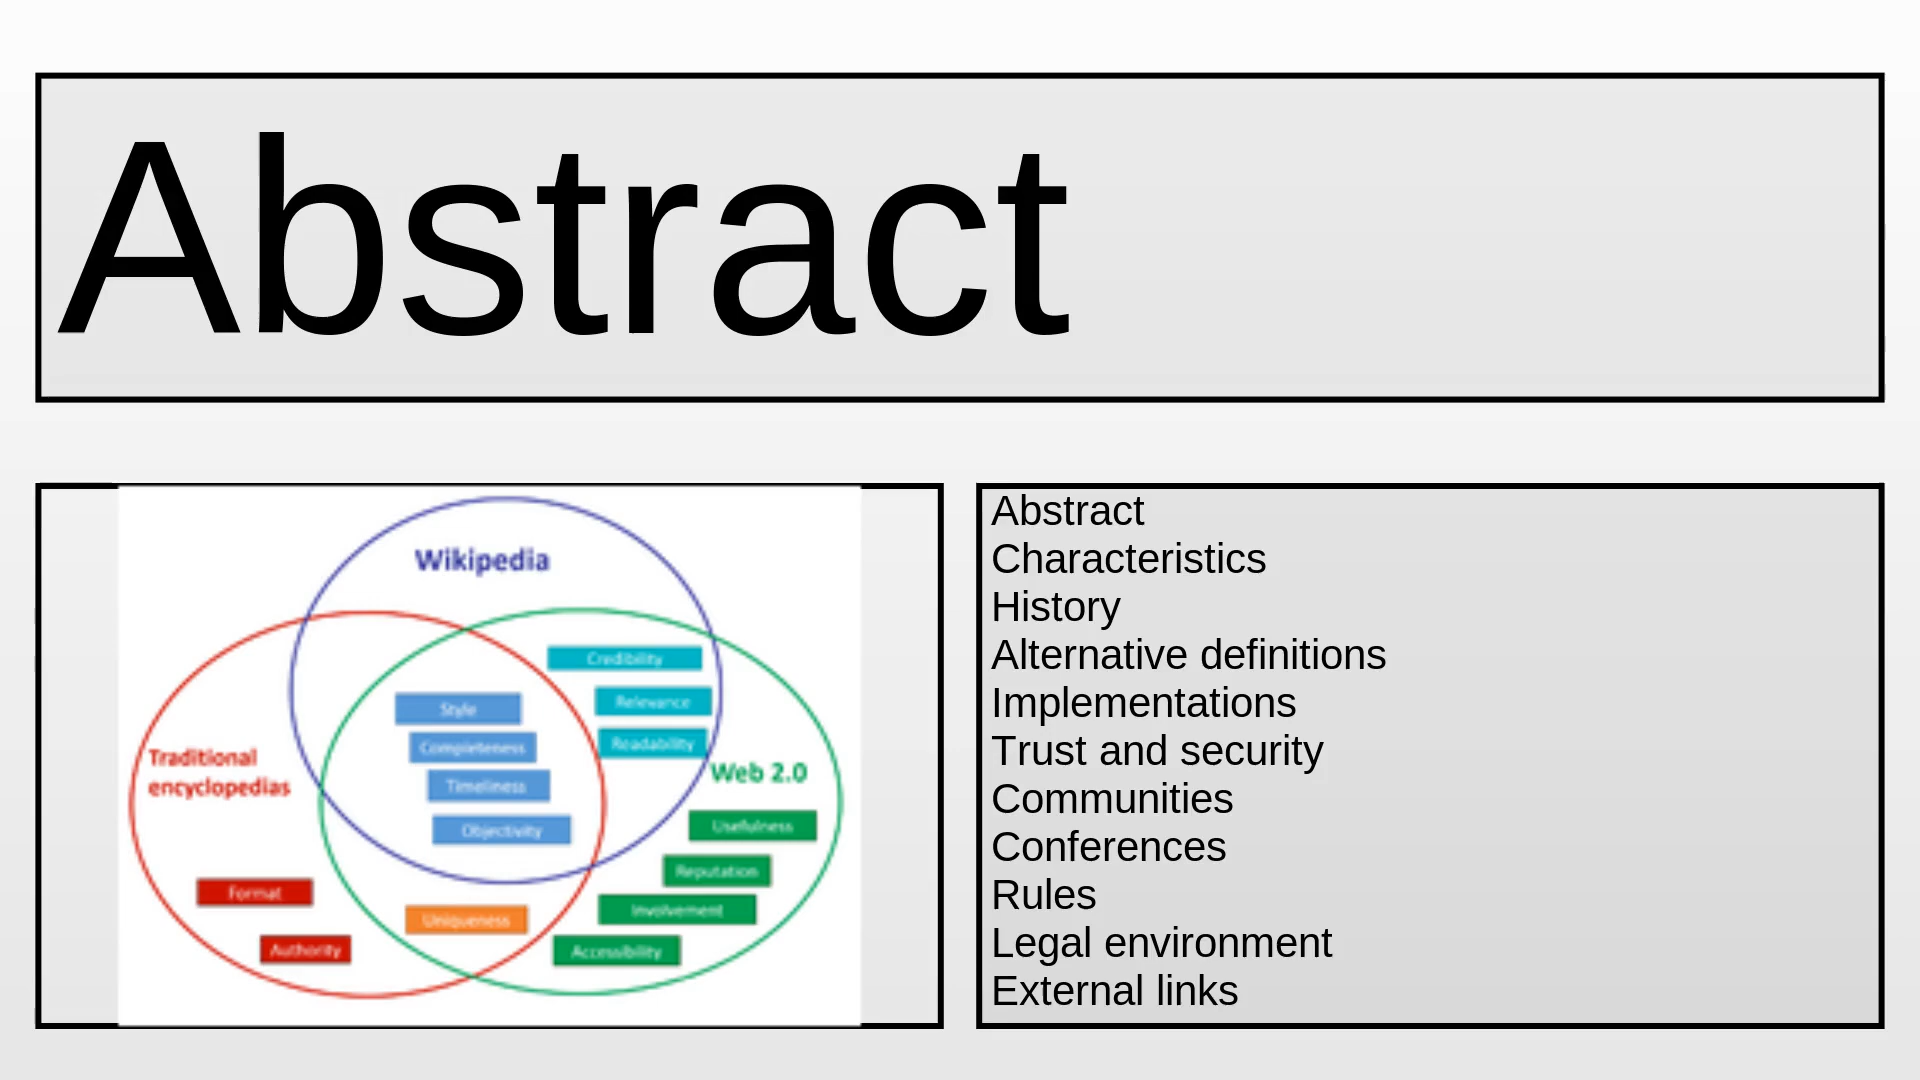 Abstract
Wikipedia
Credibility
Relevance
Style
Readability
Completeness
Traditional
encyclopedias
Web 2.0
Timeliness
Objectivity
Usefulness
Reputation
Format
Involvement
Uniqueness
Authority
Accessibility
Abstract
Characteristics
History
Alternative definitions
Implementations
Trust and security
Communities
Conferences
Rules
Legal environment
External links